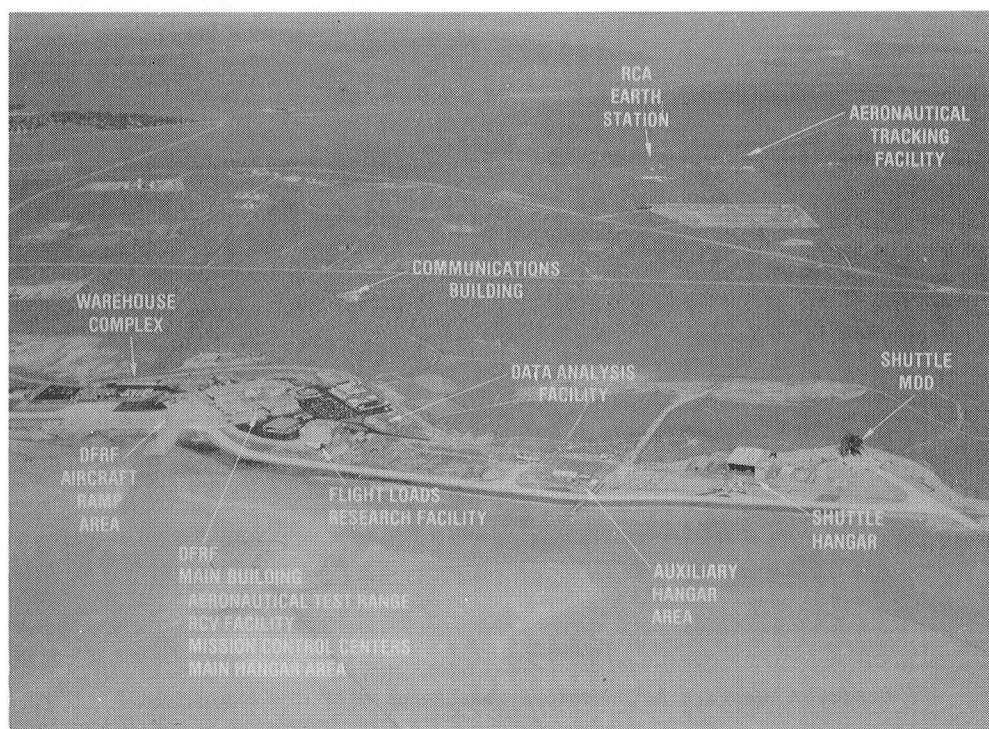 RCA
EARTH
STATION
AERONAUTICAL
TRACKING
FACILITY
COMMUNICATIONS
BUILDING
WAREHOUSE
COMPLEX
DATA ANALYSIS
FACILITY
SHUTTLE
MDD
DFRF
AIRCRAFT
RAMP
AREA
FLIGHT LOADS
RESEARCH FACILITY
SHUTTLE
HANGAR
DFRF
MAIN BUILDING
AERONAUTICAL TEST RANGE
RCV FACILITY
MISSION CONTROL CENTERS
MAIN HANGAR AREA
AUXILIARY
HANGAR
AREA